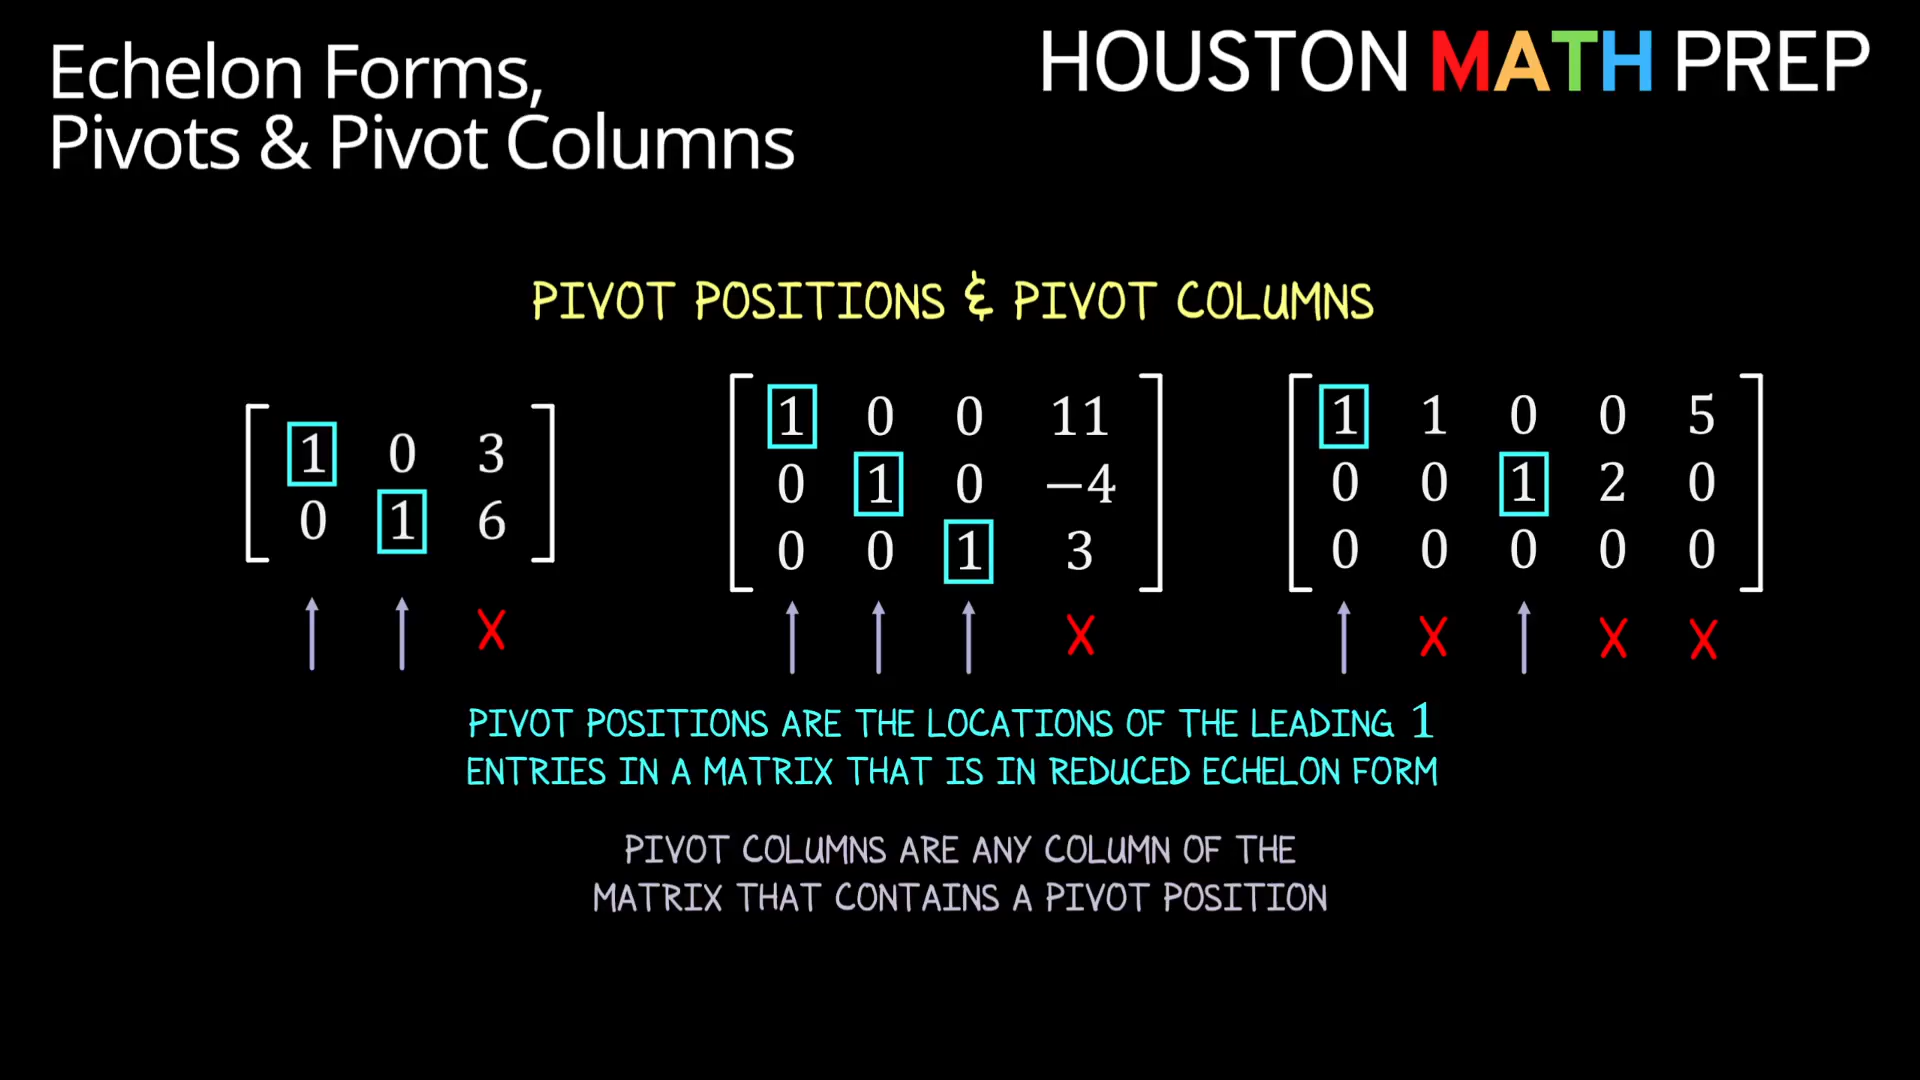 Echelon Forms,
Pivots & Pivot Columns
HOUSTON MATH PREP
PIVOT POSITIONS & PIVOT COLUMNS
1 0 3
0 1 6
1 0 0 11
0 1 0 −4
0 0 1 3
1 1 0 0 5
0 0 1 2 0
0 0 0 0 0
X
X
X X X
PIVOT POSITIONS ARE THE LOCATIONS OF THE LEADING 1
ENTRIES IN A MATRIX THAT IS IN REDUCED ECHELON FORM
PIVOT COLUMNS ARE ANY COLUMN OF THE
MATRIX THAT CONTAINS A PIVOT POSITION